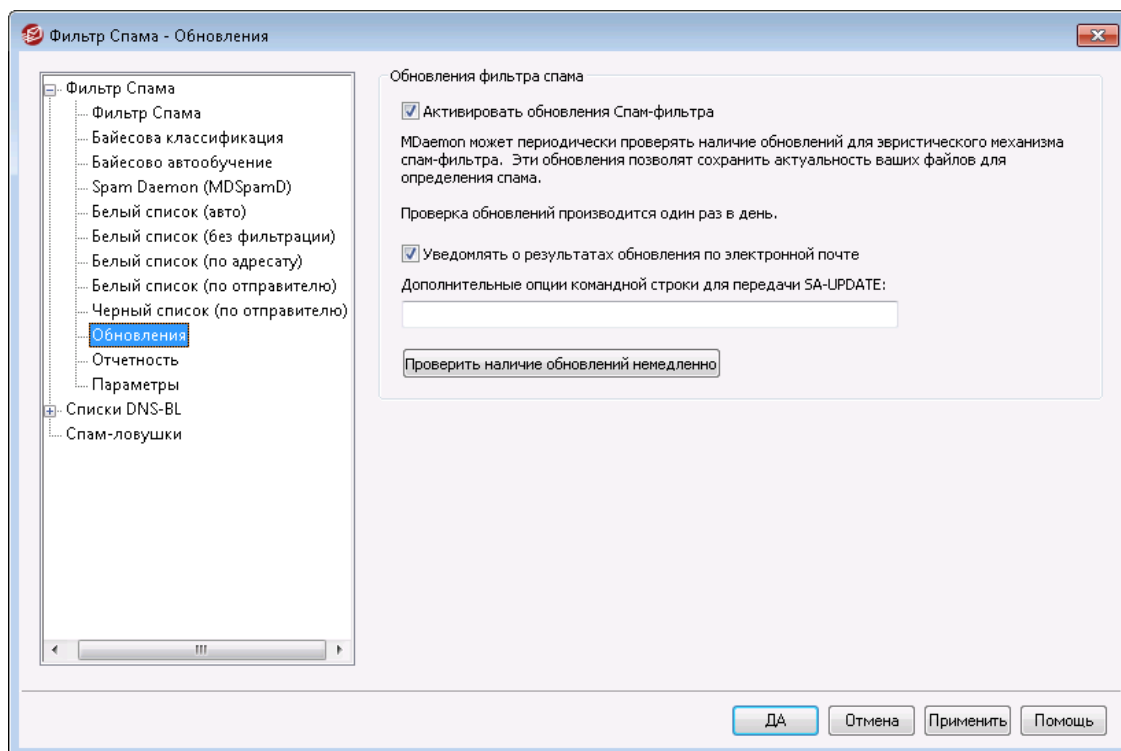 Фильтр Спама - Обновления
Фильтр Спама
Фильтр Спама
Байесова классификация
Байесово автообучение
Spam Daemon (MDSpamD)
Белый список (авто)
Белый список (без фильтрации)
Белый список (по адресату)
Белый список (по отправителю)
Черный список (по отправителю)
Обновления
Отчетность
Параметры
Списки DNS-BL
Спам-ловушки
Обновления фильтра спама
Активировать обновления Спам-фильтра
MDaemon может периодически проверять наличие обновлений для эвристического механизма
спам-фильтра. Эти обновления позволят сохранить актуальность ваших файлов для
определения спама.
Проверка обновлений производится один раз в день.
Уведомлять о результатах обновления по электронной почте
Дополнительные опции командной строки для передачи SA-UPDATE:
Проверить наличие обновлений немедленно
ДА
Отмена
Применить
Помощь